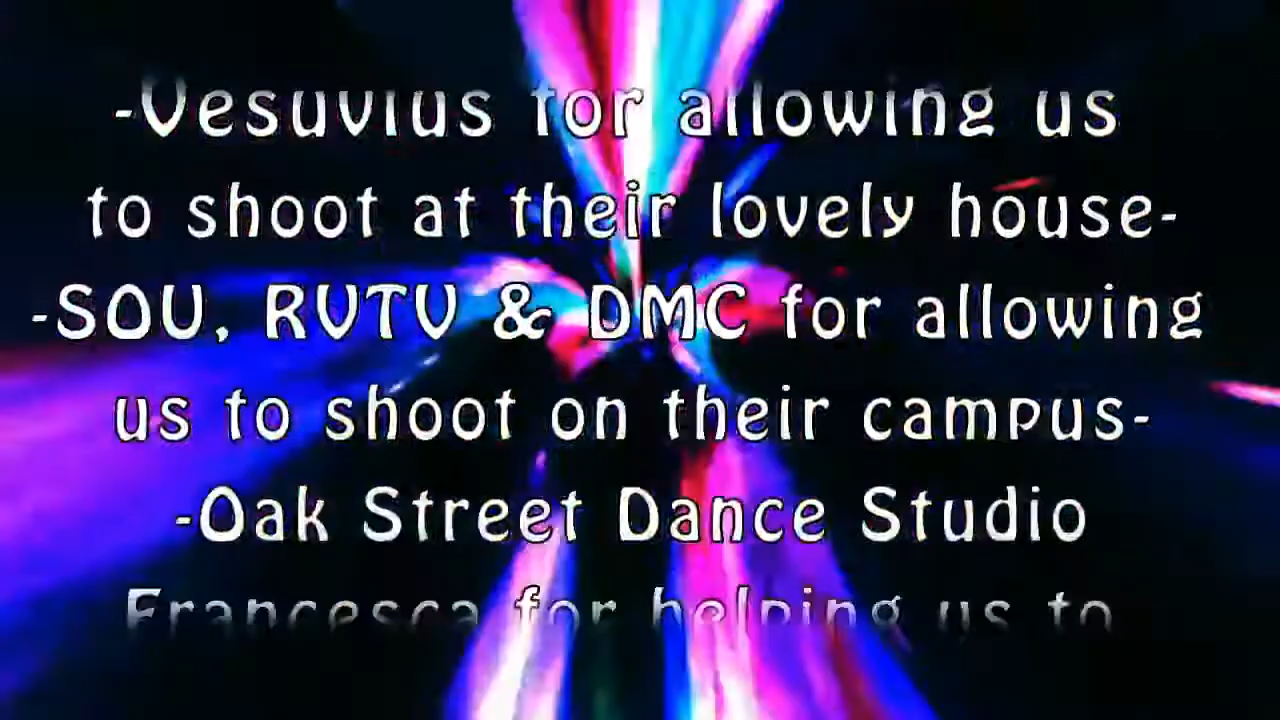 -Vesuvius for allowing us
to shoot at their lovely house-
-SOU, RVTV & DMC for allowing
us to shoot on their campus-
-Oak Street Dance Studio
Francesca for helping us to